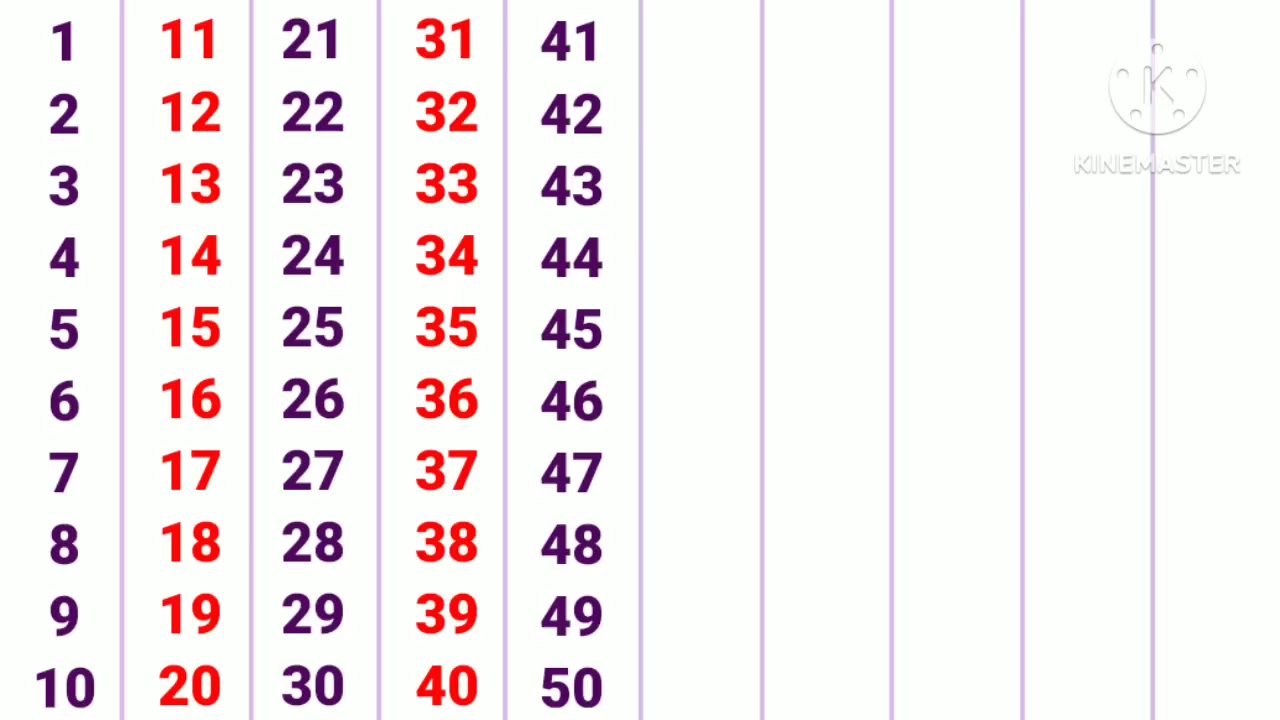 1 11 21 31 41
2 12 22 32 42
3 13 23 33 43
4 14 24 34 44
5 15 25 35 45
6 16 26 36 46
7 17 27 37 47
8 18 28 38 48
9 19 29 39 49
10 20 30 40 50
K
KINEMASTER